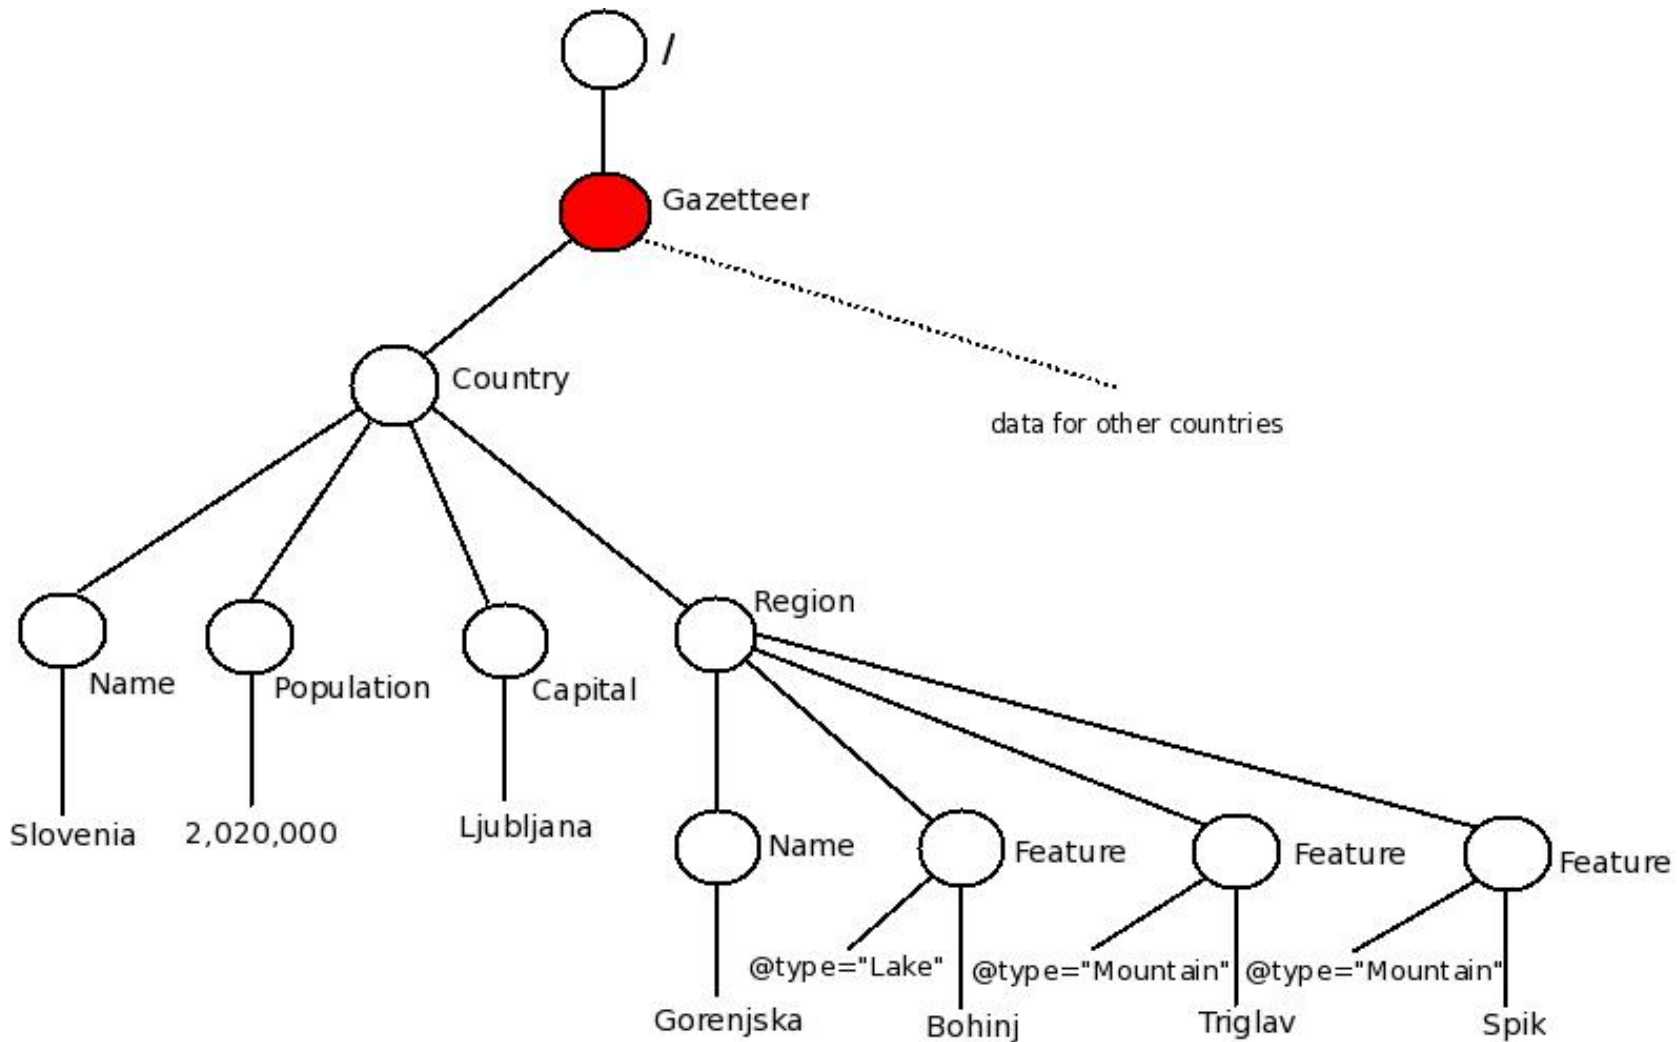 /
Gazetteer
Country
data for other countries
Region
Name
Population
Capital
Slovenia
2,020,000
Ljubljana
Name
Feature
Feature
Feature
@type="Lake"
@type="Mountain"
@type="Mountain"
Gorenjska
Bohinj
Triglav
Spik